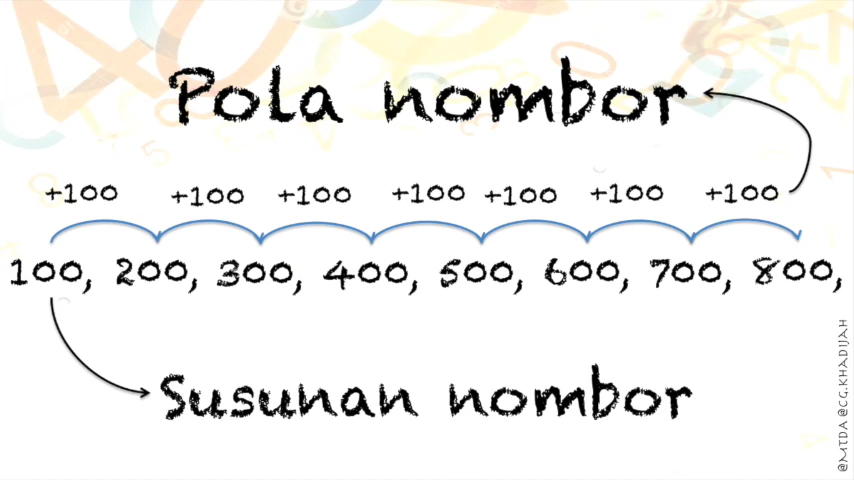 Pola nombor
+100 +100 +100 +100 +100 +100 +100
100, 200, 300, 400, 500, 600, 700, 800,
Susunan nombor
@MTDA @CG.KHADIJAH